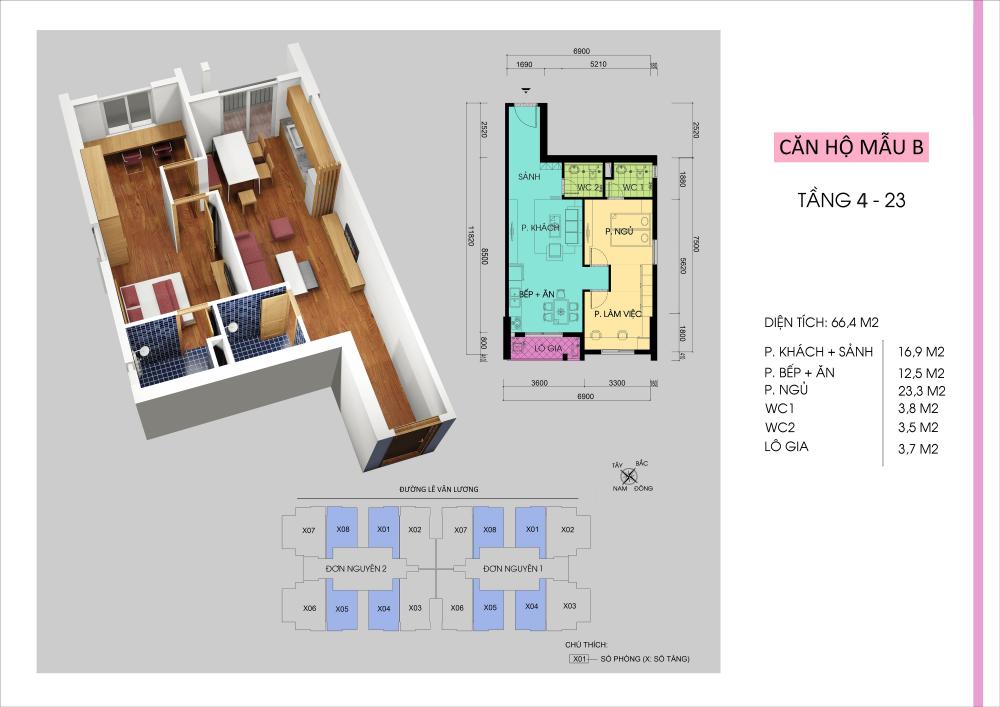 CĂN HỘ MẪU B
TẦNG 4 - 23
DIỆN TÍCH: 66,4 M2
P. KHÁCH + SẢNH 16,9 M2
P. BẾP + ĂN 12,5 M2
P. NGỦ 23,3 M2
WC1 3,8 M2
WC2 3,5 M2
LÔ GIA 3,7 M2
6900
1690 5210
2520 2520
SẢNH WC 2 WC 1 1880
P. KHÁCH P. NGỦ
11820 8500 5620 7500
BẾP + ĂN P. LÀM VIỆC
800 LÔ GIA 1800
3600 3300
6900
TÂY BẮC
NAM ĐÔNG
ĐƯỜNG LÊ VĂN LƯƠNG
X07 X08 X01 X02 X07 X08 X01 X02
ĐƠN NGUYÊN 2 ĐƠN NGUYÊN 1
X06 X05 X04 X03 X06 X05 X04 X03
CHÚ THÍCH:
X01 SỐ PHÒNG (X: SỐ TẦNG)